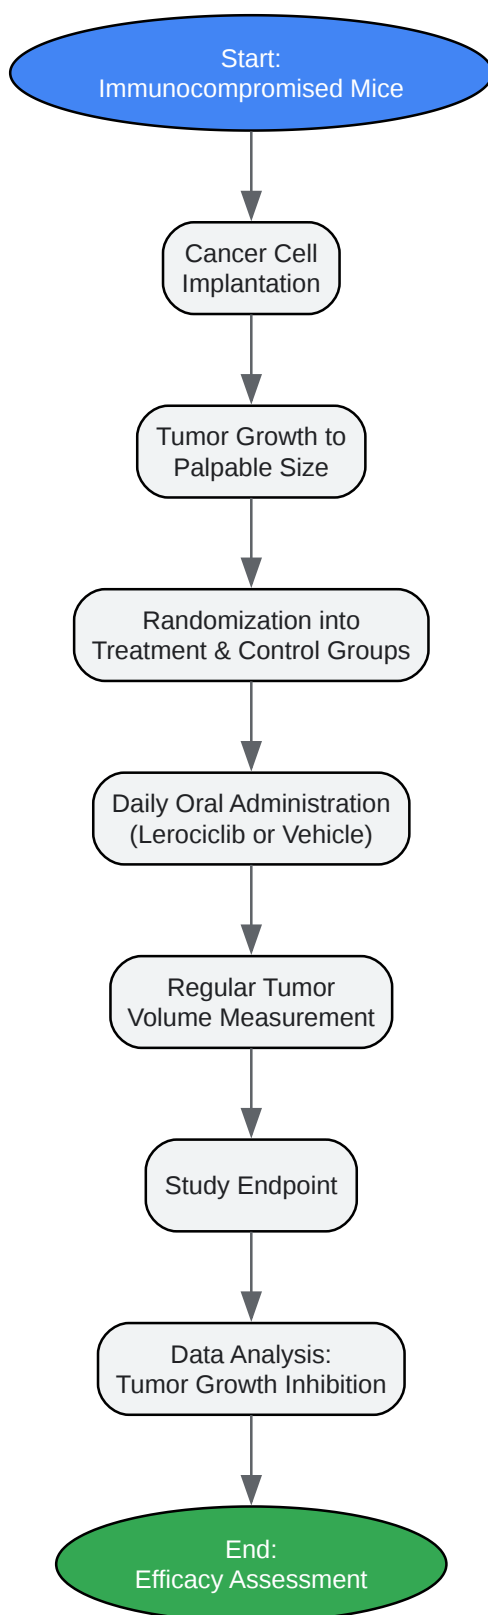 Start:
Immunocompromised Mice
Cancer Cell
Implantation
Tumor Growth to
Palpable Size
Randomization into
Treatment & Control Groups
Daily Oral Administration
(Lerociclib or Vehicle)
Regular Tumor
Volume Measurement
Study Endpoint
Data Analysis:
Tumor Growth Inhibition
End:
Efficacy Assessment